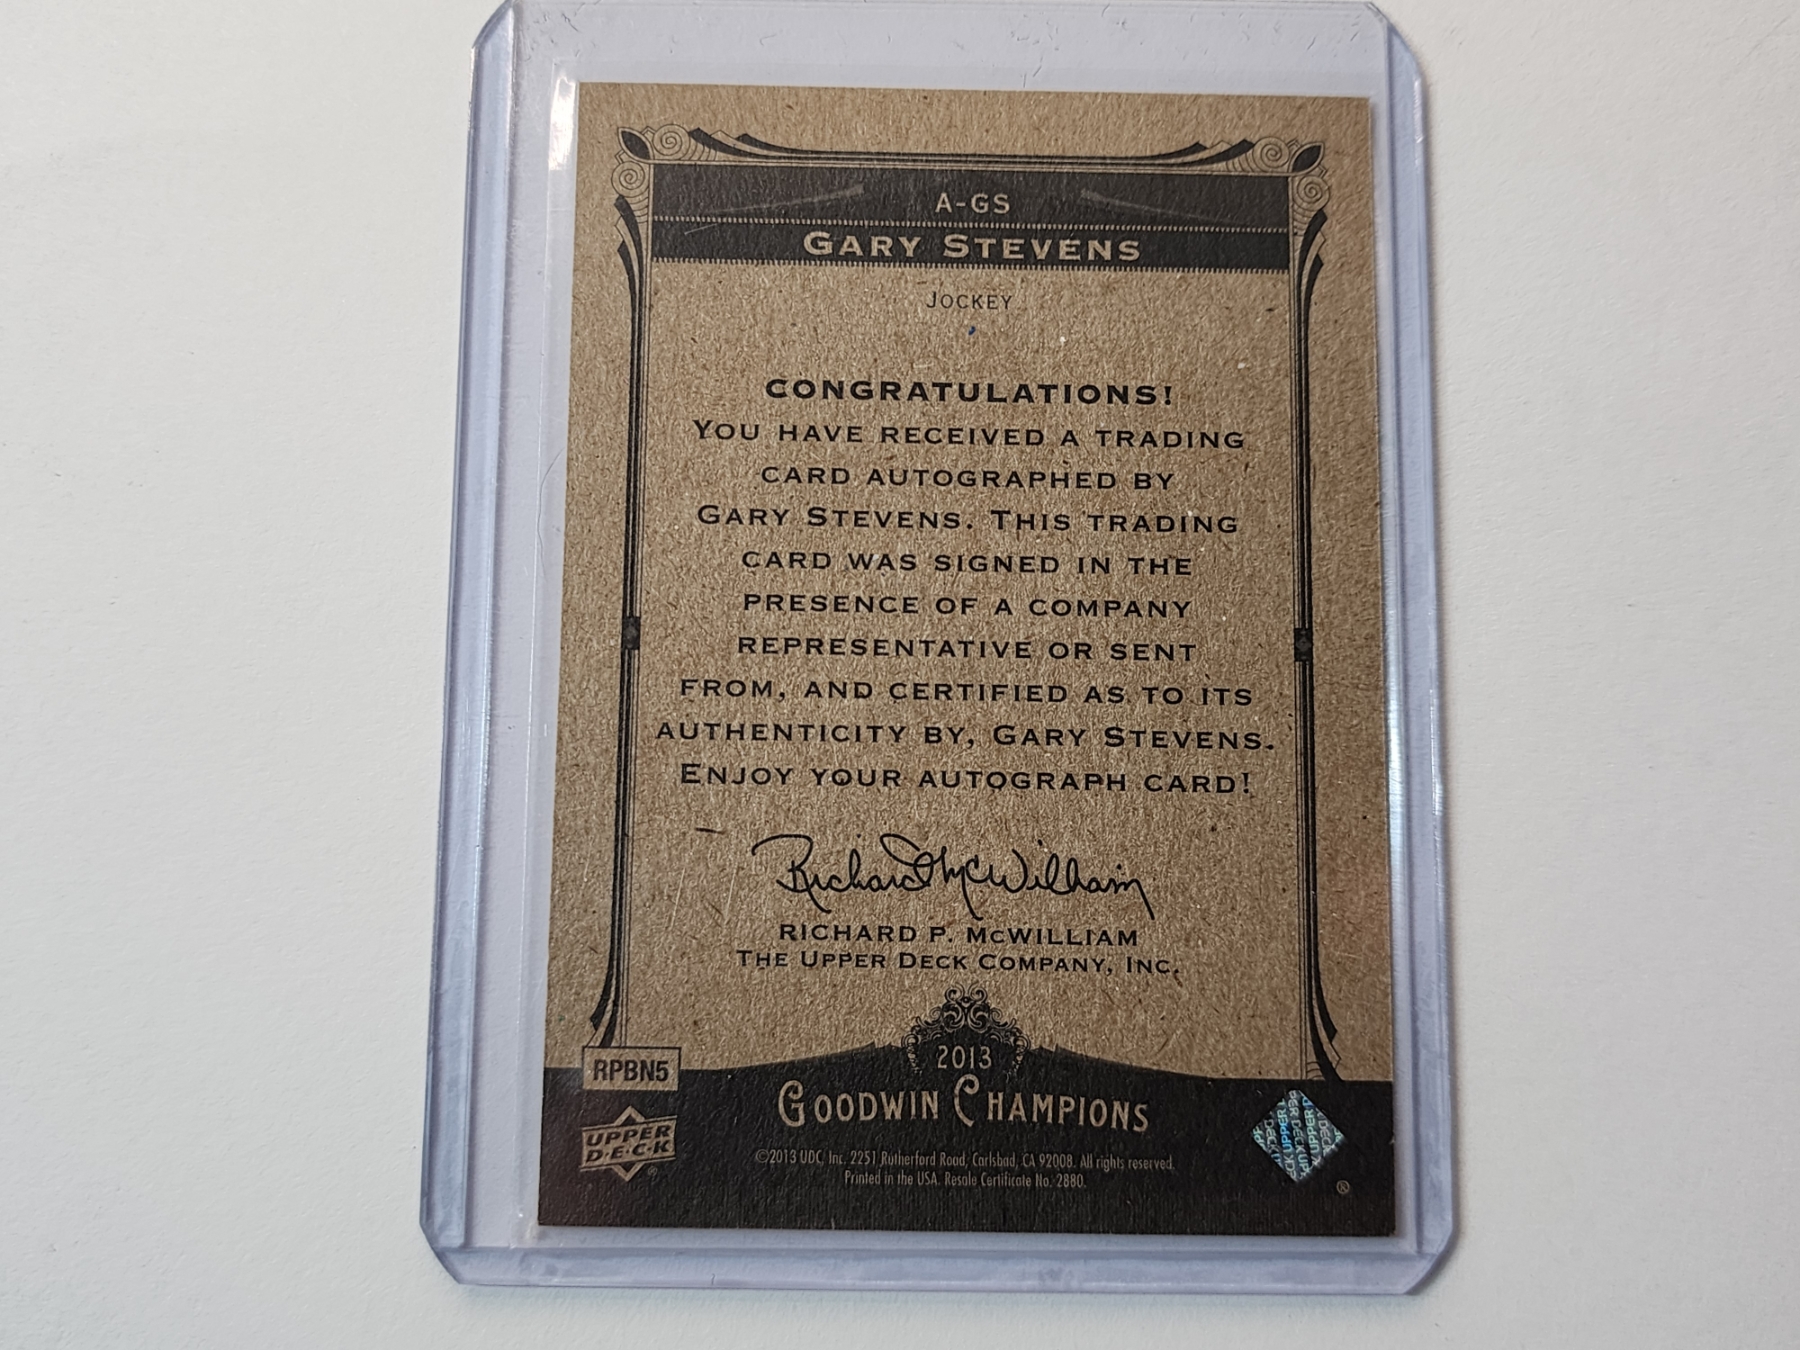 A-GS
GARY STEVENS
JOCKEY
CONGRATULATIONS!
YOU HAVE RECEIVED A TRADING
CARD AUTOGRAPHED BY
GARY STEVENS. THIS TRADING
CARD WAS SIGNED IN THE
PRESENCE OF A COMPANY
REPRESENTATIVE OR SENT
FROM, AND CERTIFIED AS TO ITS
AUTHENTICITY BY, GARY STEVENS.
ENJOY YOUR AUTOGRAPH CARD!
Richard McWilliam
RICHARD P. McWILLIAM
THE UPPER DECK COMPANY, INC.
RPBN5
UPPER
D·E·C·K
2013
GOODWIN CHAMPIONS
©2013 UDC, Inc. 2251 Rutherford Road, Carlsbad, CA 92008. All rights reserved.
Printed in the USA. Resale Certificate No. 2880.
®